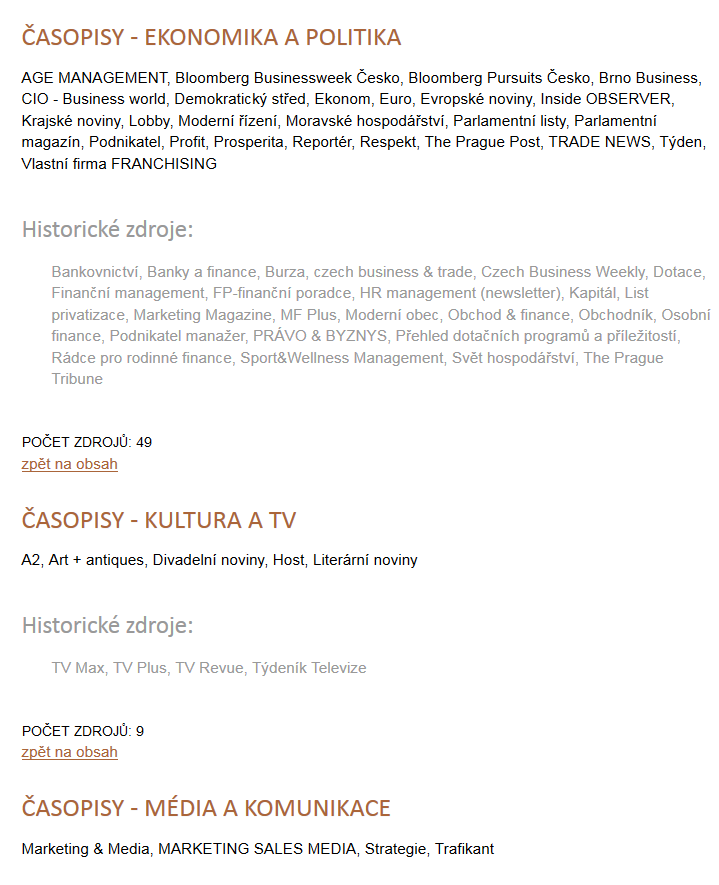 ČASOPISY - EKONOMIKA A POLITIKA
AGE MANAGEMENT, Bloomberg Businessweek Česko, Bloomberg Pursuits Česko, Brno Business,
CIO - Business world, Demokratický střed, Ekonom, Euro, Evropské noviny, Inside OBSERVER,
Krajské noviny, Lobby, Moderní řízení, Moravské hospodářství, Parlamentní listy, Parlamentní
magazín, Podnikatel, Profit, Prosperita, Reportér, Respekt, The Prague Post, TRADE NEWS, Týden,
Vlastní firma FRANCHISING
Historické zdroje:
Bankovnictví, Banky a finance, Burza, czech business & trade, Czech Business Weekly, Dotace,
Finanční management, FP-finanční poradce, HR management (newsletter), Kapitál, List
privatizace, Marketing Magazine, MF Plus, Moderní obec, Obchod & finance, Obchodník, Osobní
finance, Podnikatel manažer, PRÁVO & BYZNYS, Přehled dotačních programů a příležitostí,
Rádce pro rodinné finance, Sport&Wellness Management, Svět hospodářství, The Prague
Tribune
POČET ZDROJŮ: 49
zpět na obsah
ČASOPISY - KULTURA A TV
A2, Art + antiques, Divadelní noviny, Host, Literární noviny
Historické zdroje:
TV Max, TV Plus, TV Revue, Týdeník Televize
POČET ZDROJŮ: 9
zpět na obsah
ČASOPISY - MÉDIA A KOMUNIKACE
Marketing & Media, MARKETING SALES MEDIA, Strategie, Trafikant